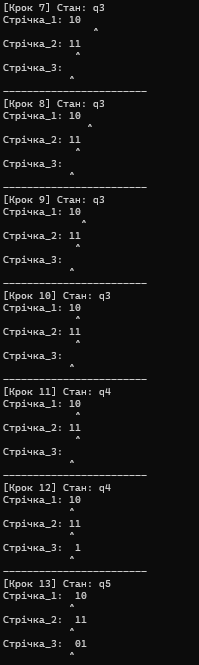 [Крок 7] Стан: q3
Стрічка_1: 10
^
Стрічка_2: 11
^
Стрічка_3:
^
------------------------
[Крок 8] Стан: q3
Стрічка_1: 10
^
Стрічка_2: 11
^
Стрічка_3:
^
------------------------
[Крок 9] Стан: q3
Стрічка_1: 10
^
Стрічка_2: 11
^
Стрічка_3:
^
------------------------
[Крок 10] Стан: q3
Стрічка_1: 10
^
Стрічка_2: 11
^
Стрічка_3:
^
------------------------
[Крок 11] Стан: q4
Стрічка_1: 10
^
Стрічка_2: 11
^
Стрічка_3:
^
------------------------
[Крок 12] Стан: q4
Стрічка_1: 10
^
Стрічка_2: 11
^
Стрічка_3:  1
^
------------------------
[Крок 13] Стан: q5
Стрічка_1:  10
^
Стрічка_2:  11
^
Стрічка_3:  01
^